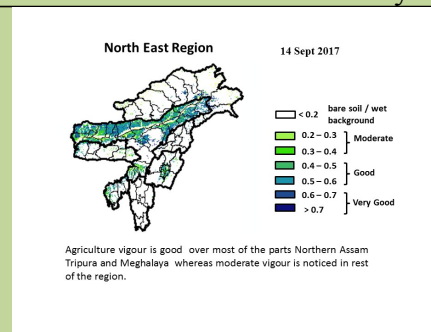 North East Region
14 Sept 2017
< 0.2 bare soil / wet background
0.2 – 0.3
0.3 – 0.4
Moderate
0.4 – 0.5
0.5 – 0.6
Good
0.6 – 0.7
> 0.7
Very Good
Agriculture vigour is good over most of the parts Northern Assam
Tripura and Meghalaya whereas moderate vigour is noticed in rest
of the region.